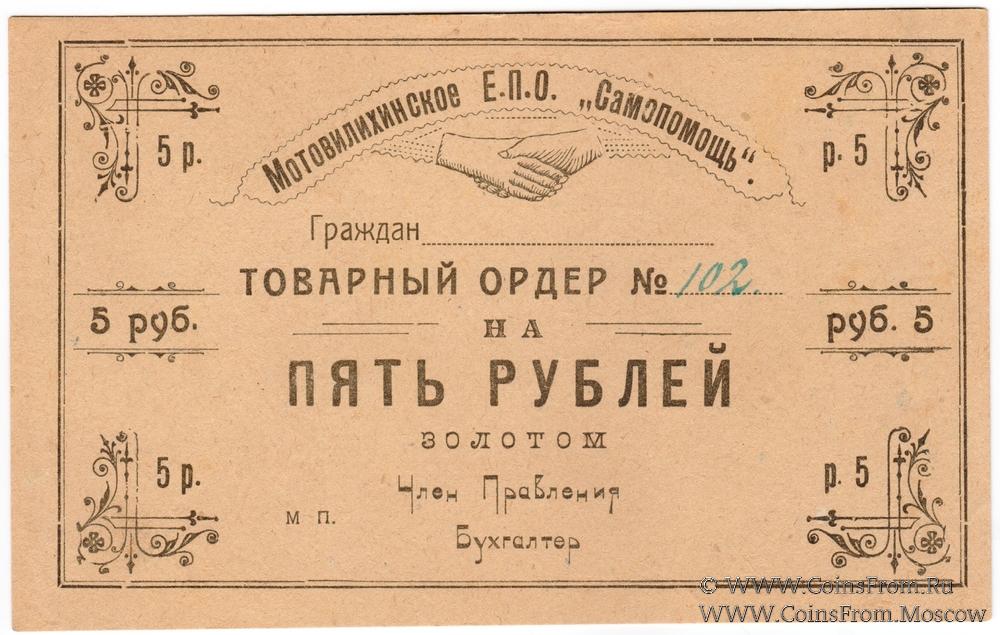 Мотовилихинское Е.П.О. „Самопомощь“.
5 р. р. 5
Граждан
ТОВАРНЫЙ ОРДЕР № 102.
5 руб. НА руб. 5
ПЯТЬ РУБЛЕЙ
ЗОЛОТОМ
5 р. р. 5
Член Правления
М П.
Бухгалтер
© WWW.CoinsFrom.Ru
WWW.CoinsFrom.Moscow